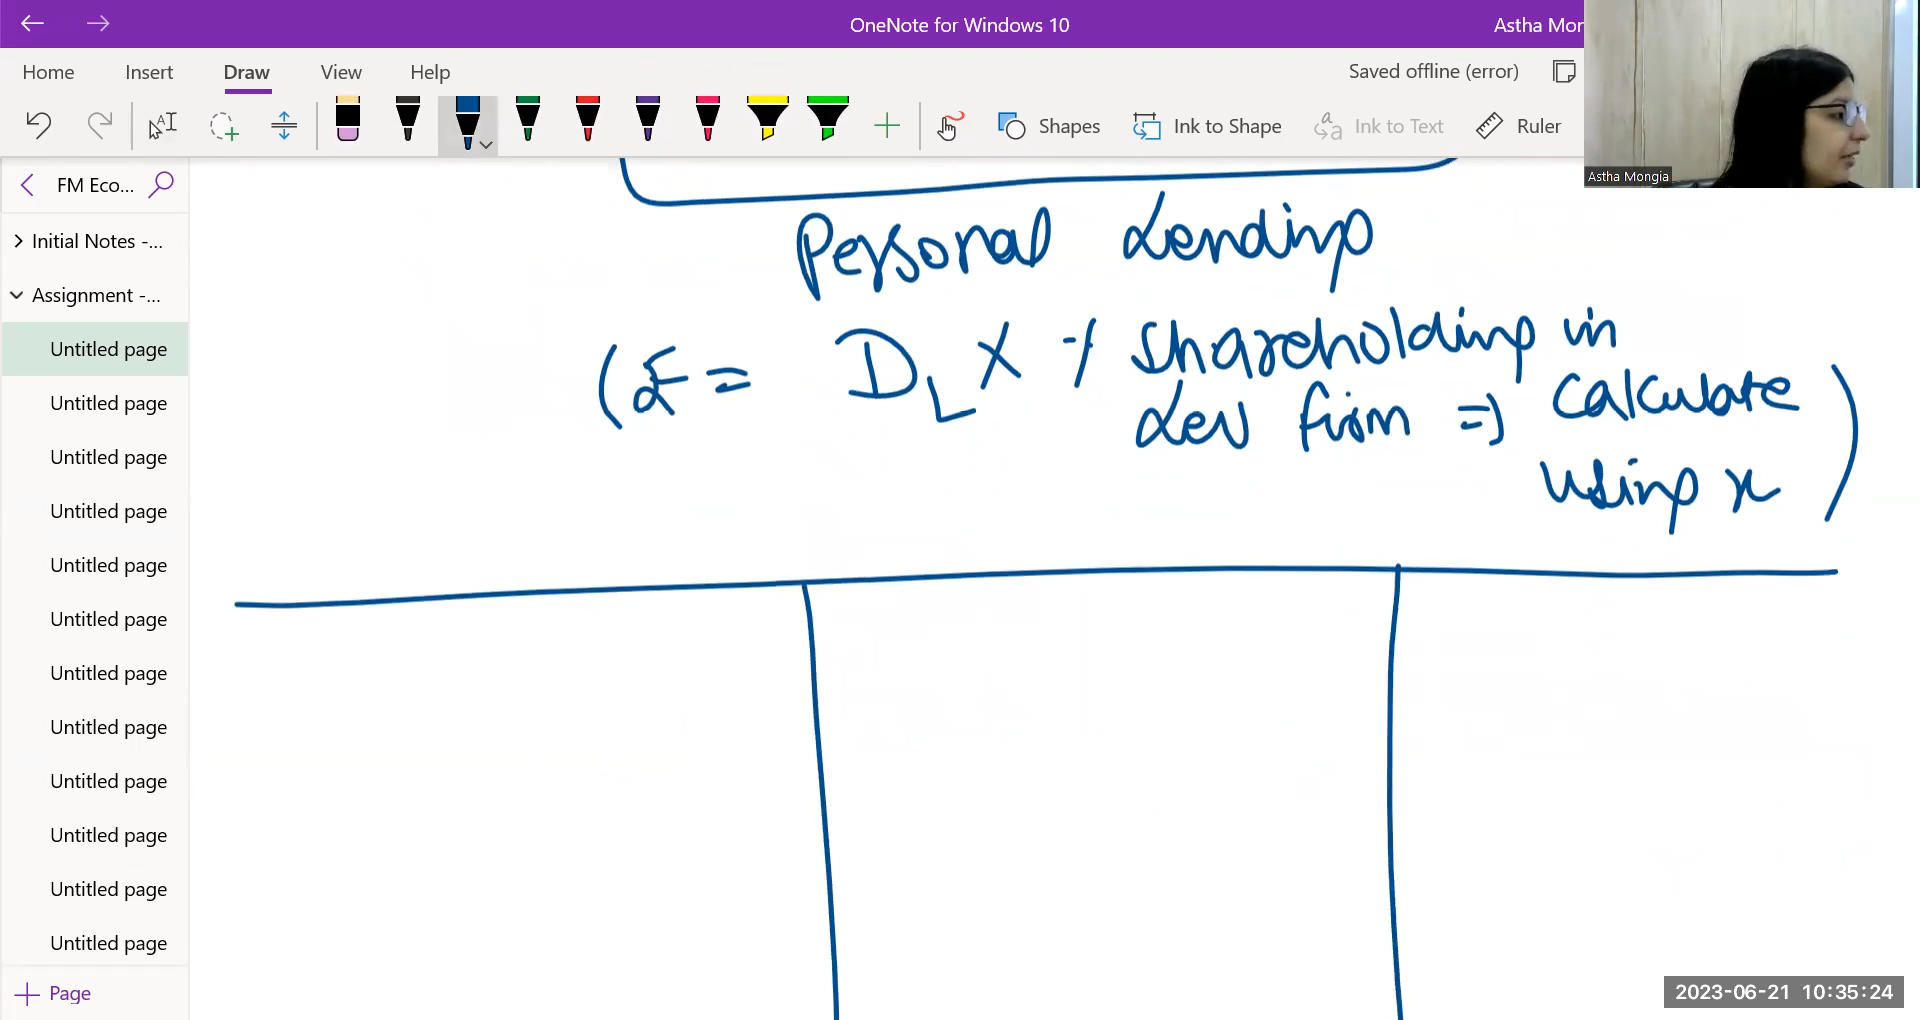 OneNote for Windows 10
Astha Mon
Home Insert Draw View Help
Saved offline (error)
Shapes Ink to Shape Ink to Text Ruler
Astha Mongia
FM Eco...
Initial Notes -...
Assignment -...
Untitled page
Untitled page
Untitled page
Untitled page
Untitled page
Untitled page
Untitled page
Untitled page
Untitled page
Untitled page
Untitled page
Untitled page
Page
Personal Lending
(£ = DL X % shareholding in
Lev firm => calculate
using x)
2023-06-21 10:35:24